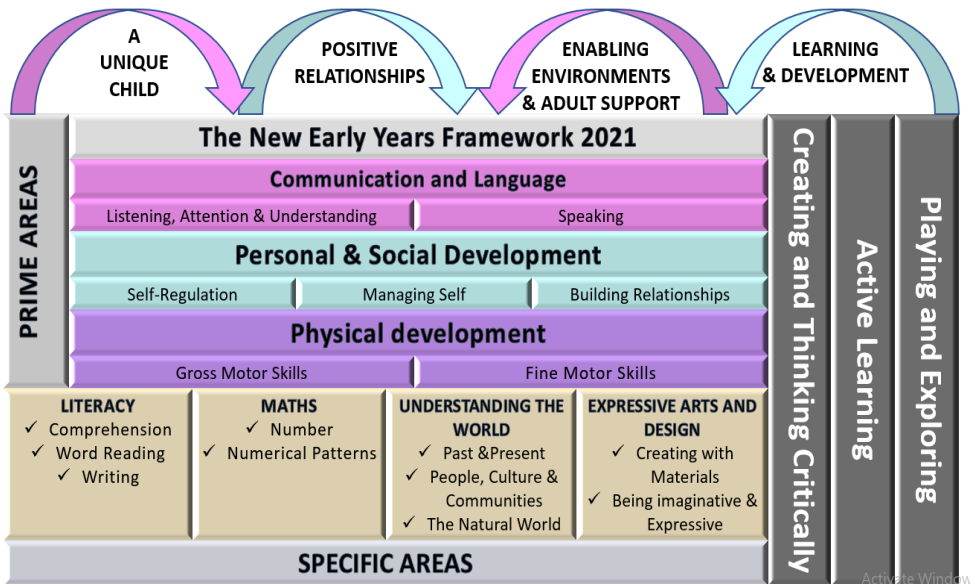 A
UNIQUE
CHILD
POSITIVE
RELATIONSHIPS
ENABLING
ENVIRONMENTS
& ADULT SUPPORT
LEARNING
& DEVELOPMENT
PRIME AREAS
The New Early Years Framework 2021
Communication and Language
Listening, Attention & Understanding
Speaking
Personal & Social Development
Self-Regulation
Managing Self
Building Relationships
Physical development
Gross Motor Skills
Fine Motor Skills
LITERACY
✓ Comprehension
✓ Word Reading
✓ Writing
MATHS
✓ Number
✓ Numerical Patterns
UNDERSTANDING THE
WORLD
✓ Past &Present
✓ People, Culture &
Communities
✓ The Natural World
EXPRESSIVE ARTS AND
DESIGN
✓ Creating with
Materials
✓ Being imaginative &
Expressive
SPECIFIC AREAS
Creating and Thinking Critically
Active Learning
Playing and Exploring
Activate Window